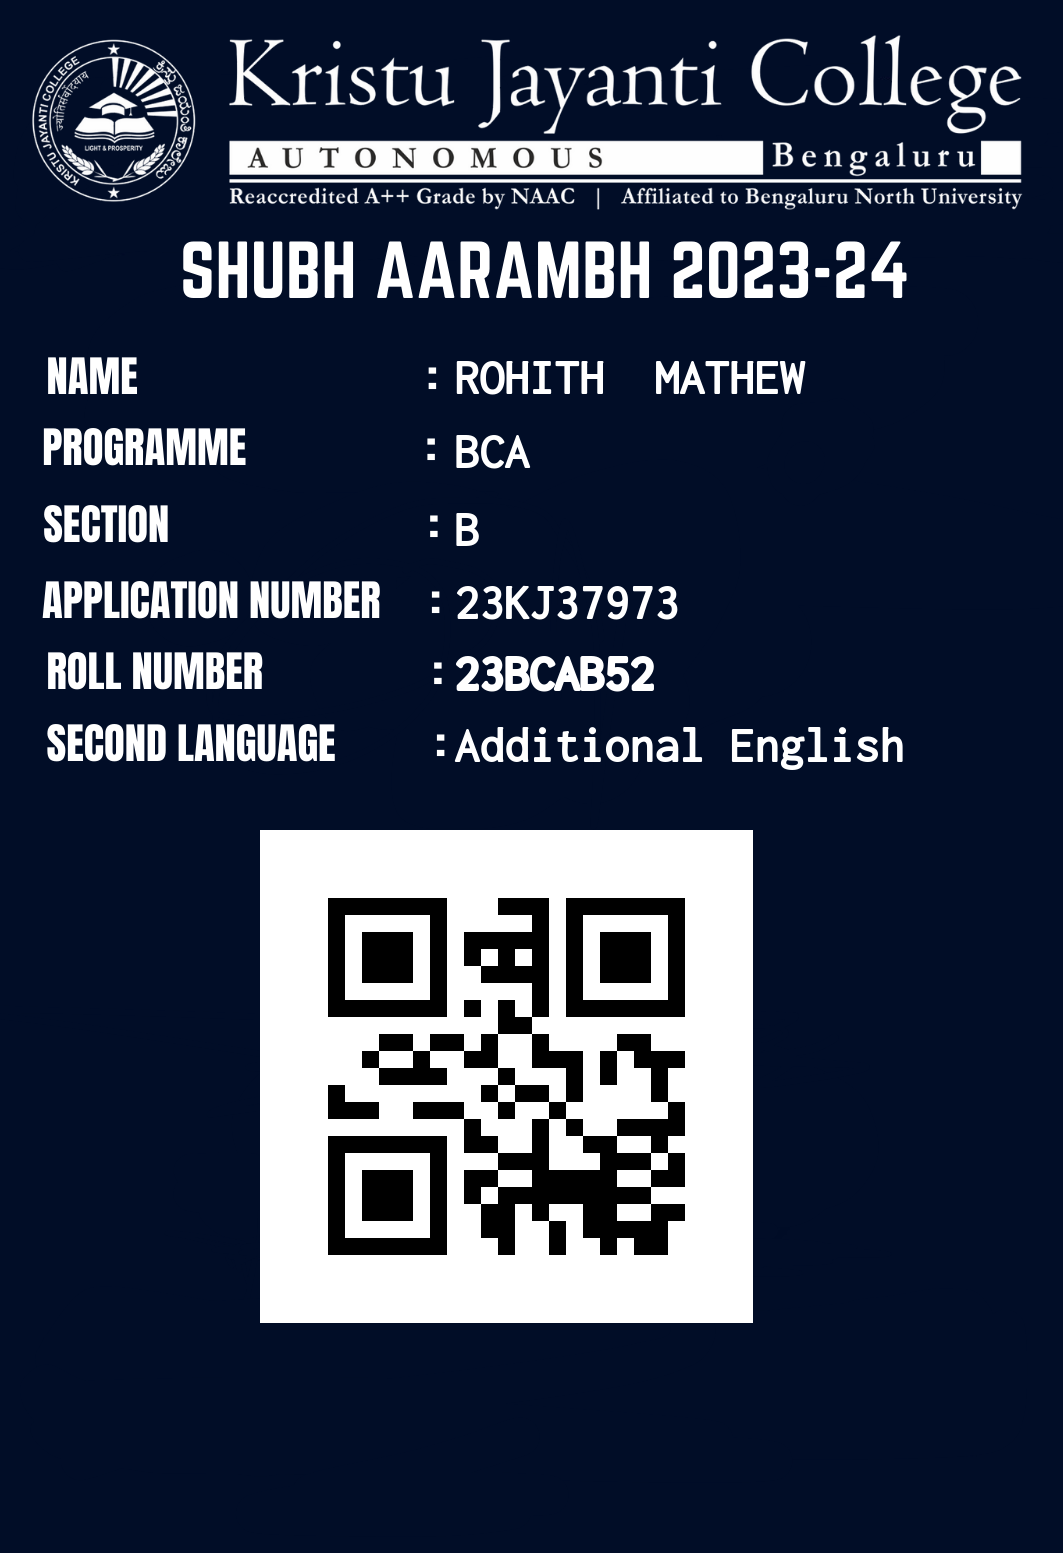 KRISTU JAYANTI COLLEGE
ಕ್ರಿಸ್ತು ಜಯಂತಿ ಕಾಲೇಜು
ज्योतिर्समृद्धिदायाय
LIGHT & PROSPERITY
Kristu Jayanti College
AUTONOMOUS Bengaluru
Reaccredited A++ Grade by NAAC | Affiliated to Bengaluru North University
SHUBH AARAMBH 2023-24
NAME : ROHITH MATHEW
PROGRAMME : BCA
SECTION : B
APPLICATION NUMBER : 23KJ37973
ROLL NUMBER : 23BCAB52
SECOND LANGUAGE : Additional English